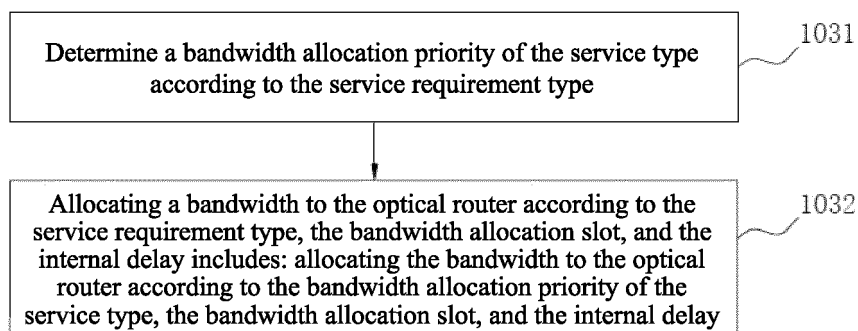 Determine a bandwidth allocation priority of the service type
according to the service requirement type
1031
Allocating a bandwidth to the optical router according to the
service requirement type, the bandwidth allocation slot, and the
internal delay includes: allocating the bandwidth to the optical
router according to the bandwidth allocation priority of the
service type, the bandwidth allocation slot, and the internal delay
1032